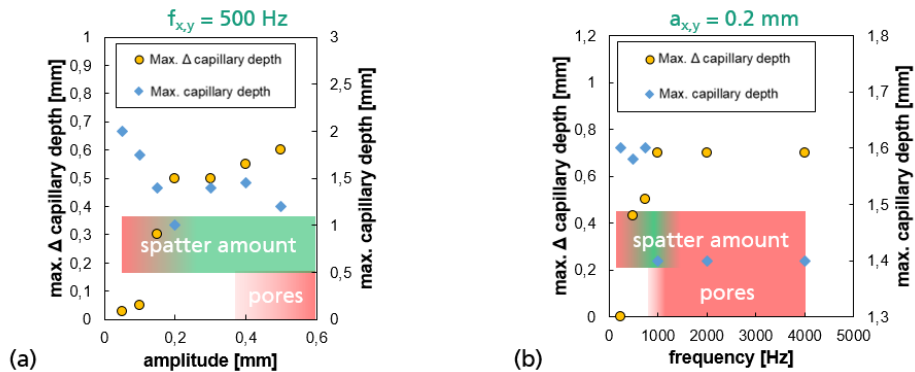 f_x,y = 500 Hz
max. Δ capillary depth [mm]
1
0,9
0,8
0,7
0,6
0,5
0,4
0,3
0,2
0,1
0
Max. Δ capillary depth
Max. capillary depth
spatter amount
pores
3
2,5
2
1,5
1
0,5
0
max. capillary depth [mm]
0 0,2 0,4 0,6
amplitude [mm]
(a)
a_x,y = 0.2 mm
max. Δ capillary depth [mm]
1,2
1
0,8
0,6
0,4
0,2
0
Max. Δ capillary depth
Max. capillary depth
spatter amount
pores
1,8
1,7
1,6
1,5
1,4
1,3
max. capillary depth [mm]
0 1000 2000 3000 4000 5000
frequency [Hz]
(b)